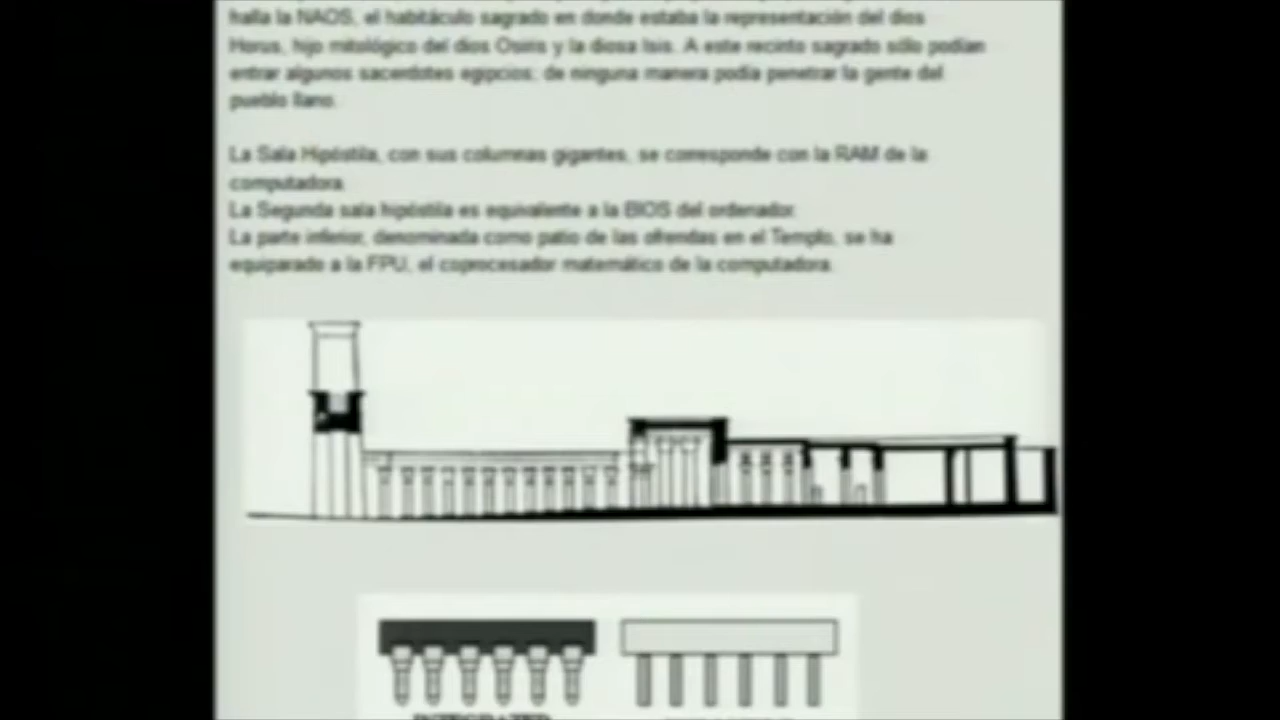 halla la NAOS, el habitáculo sagrado en donde estaba la representación del dios
Horus, hijo mitológico del dios Osiris y la diosa Isis. A este recinto sagrado sólo podían
entrar algunos sacerdotes egipcios; de ninguna manera podía penetrar la gente del
pueblo llano.
La Sala Hipóstila, con sus columnas gigantes, se corresponde con la RAM de la
computadora.
La Segunda sala hipóstila es equivalente a la BIOS del ordenador.
La parte inferior, denominada como patio de las ofrendas en el Templo, se ha
equiparado a la FPU, el coprocesador matemático de la computadora.
INTEGRATED